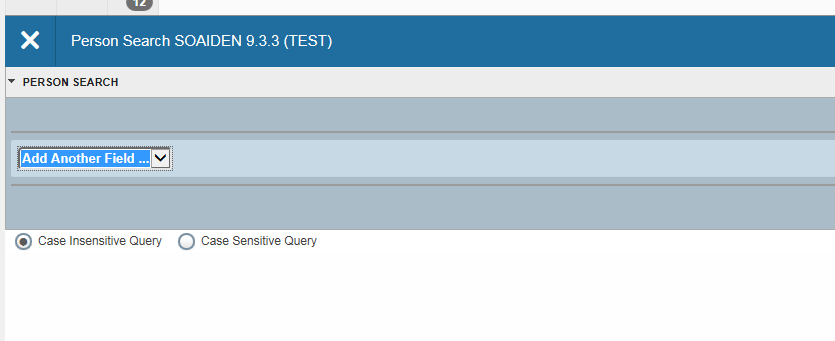 12
Person Search SOAIDEN 9.3.3 (TEST)
PERSON SEARCH
Add Another Field ...
Case Insensitive Query Case Sensitive Query